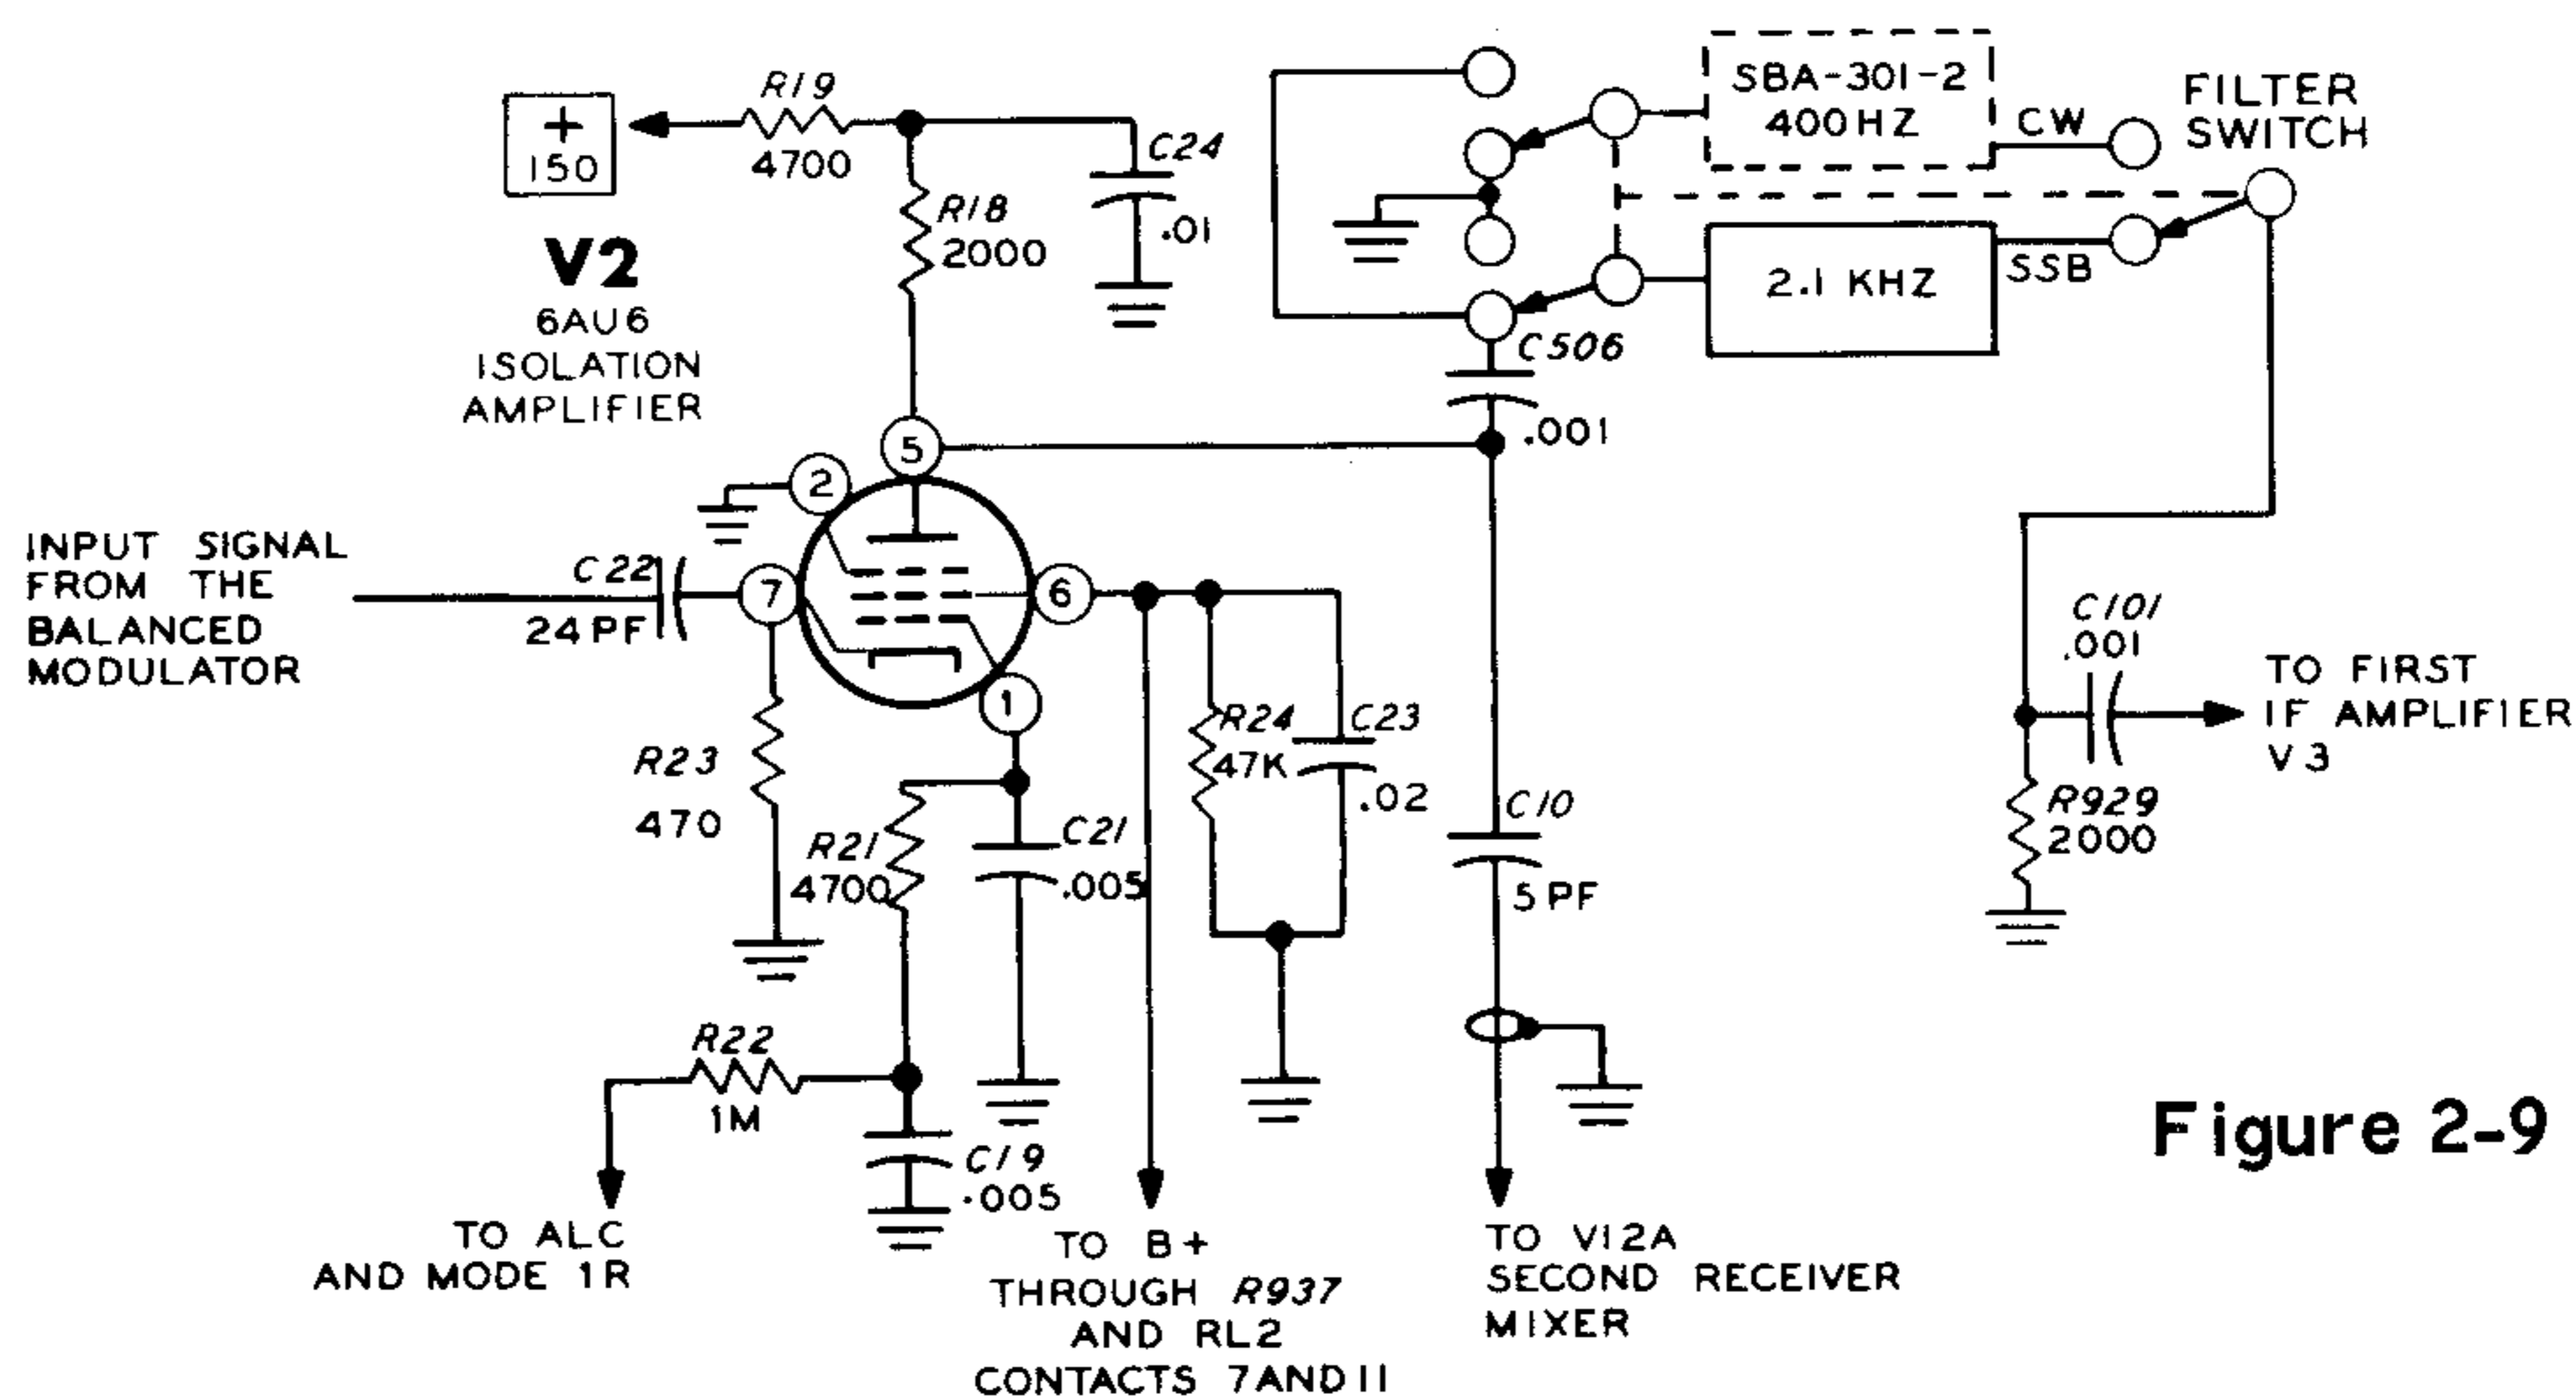 R19
4700
+
150
V2
6AU6
ISOLATION
AMPLIFIER
R18
2000
C24
.01
SBA-301-2
400HZ
CW
FILTER
SWITCH
2.1 KHZ
SSB
C506
.001
5
2
7
6
1
INPUT SIGNAL
FROM THE
BALANCED
MODULATOR
C22
24 PF
R23
470
R21
4700
C21
.005
R24
47K
C23
.02
C10
5 PF
C101
.001
TO FIRST
IF AMPLIFIER
V3
R929
2000
R22
1M
C19
.005
TO ALC
AND MODE 1R
TO B+
THROUGH R937
AND RL2
CONTACTS 7AND11
TO V12A
SECOND RECEIVER
MIXER
Figure 2-9